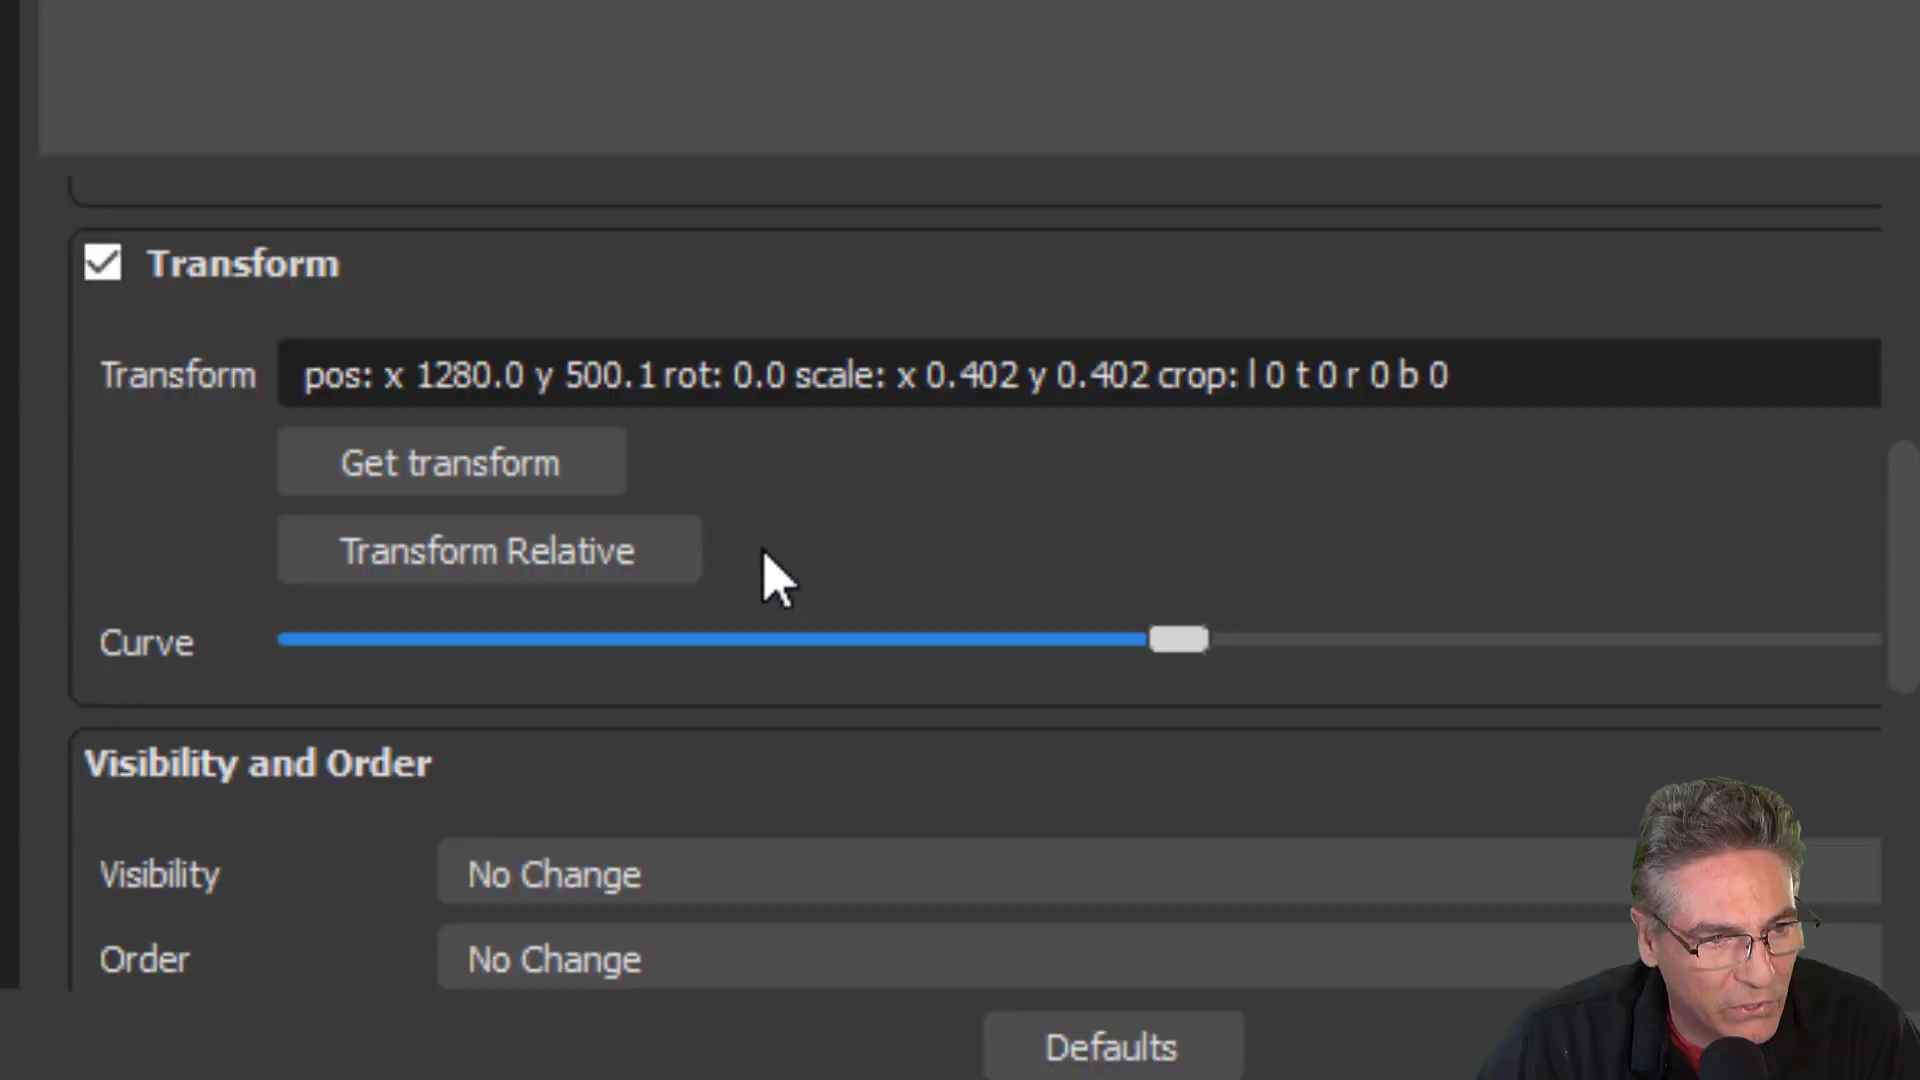 Transform
Transform pos: x 1280.0 y 500.1 rot: 0.0 scale: x 0.402 y 0.402 crop: l 0 t 0 r 0 b 0
Get transform
Transform Relative
Curve
Visibility and Order
Visibility No Change
Order No Change
Defaults